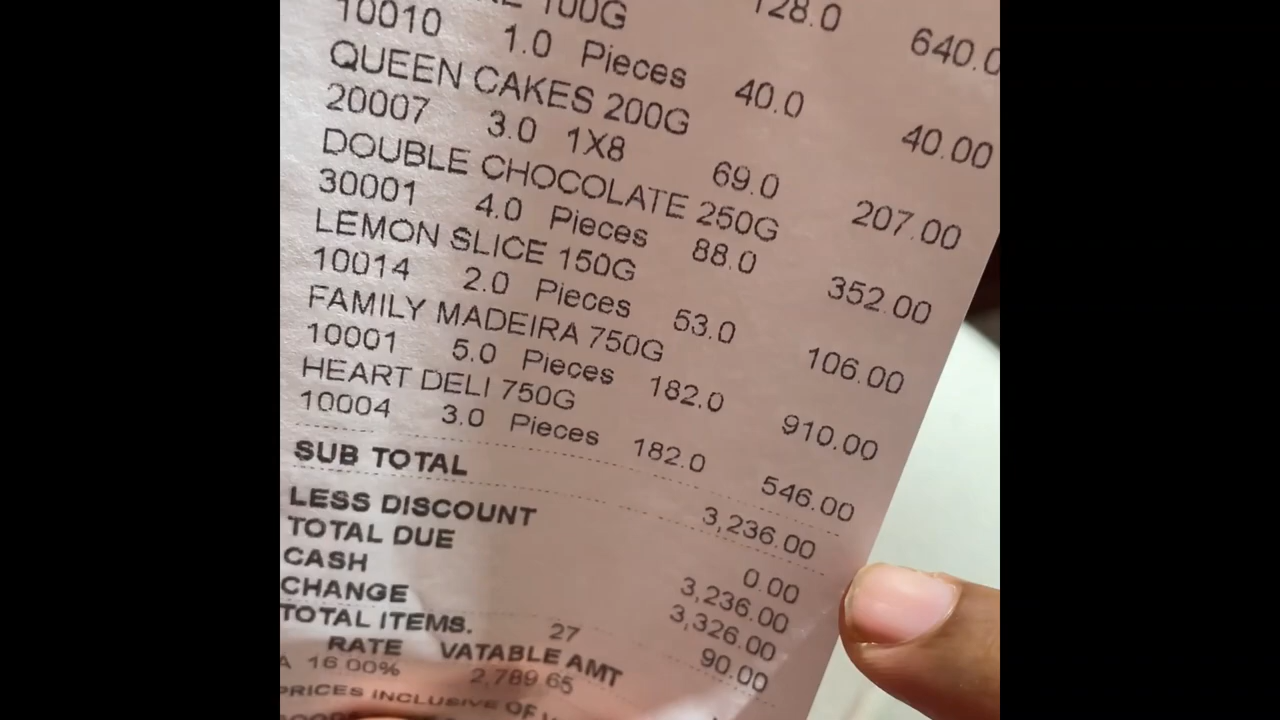 100G 128.0 640.0
10010 1.0 Pieces 40.0 40.00
QUEEN CAKES 200G
20007 3.0 1X8 69.0 207.00
DOUBLE CHOCOLATE 250G
30001 4.0 Pieces 88.0 352.00
LEMON SLICE 150G
10014 2.0 Pieces 53.0 106.00
FAMILY MADEIRA 750G
10001 5.0 Pieces 182.0 910.00
HEART DELI 750G
10004 3.0 Pieces 182.0 546.00
SUB TOTAL 3,236.00
LESS DISCOUNT 0.00
TOTAL DUE 3,236.00
CASH 3,326.00
CHANGE 90.00
TOTAL ITEMS. 27
RATE VATABLE AMT
A 16.00% 2,789.65
PRICES INCLUSIVE OF